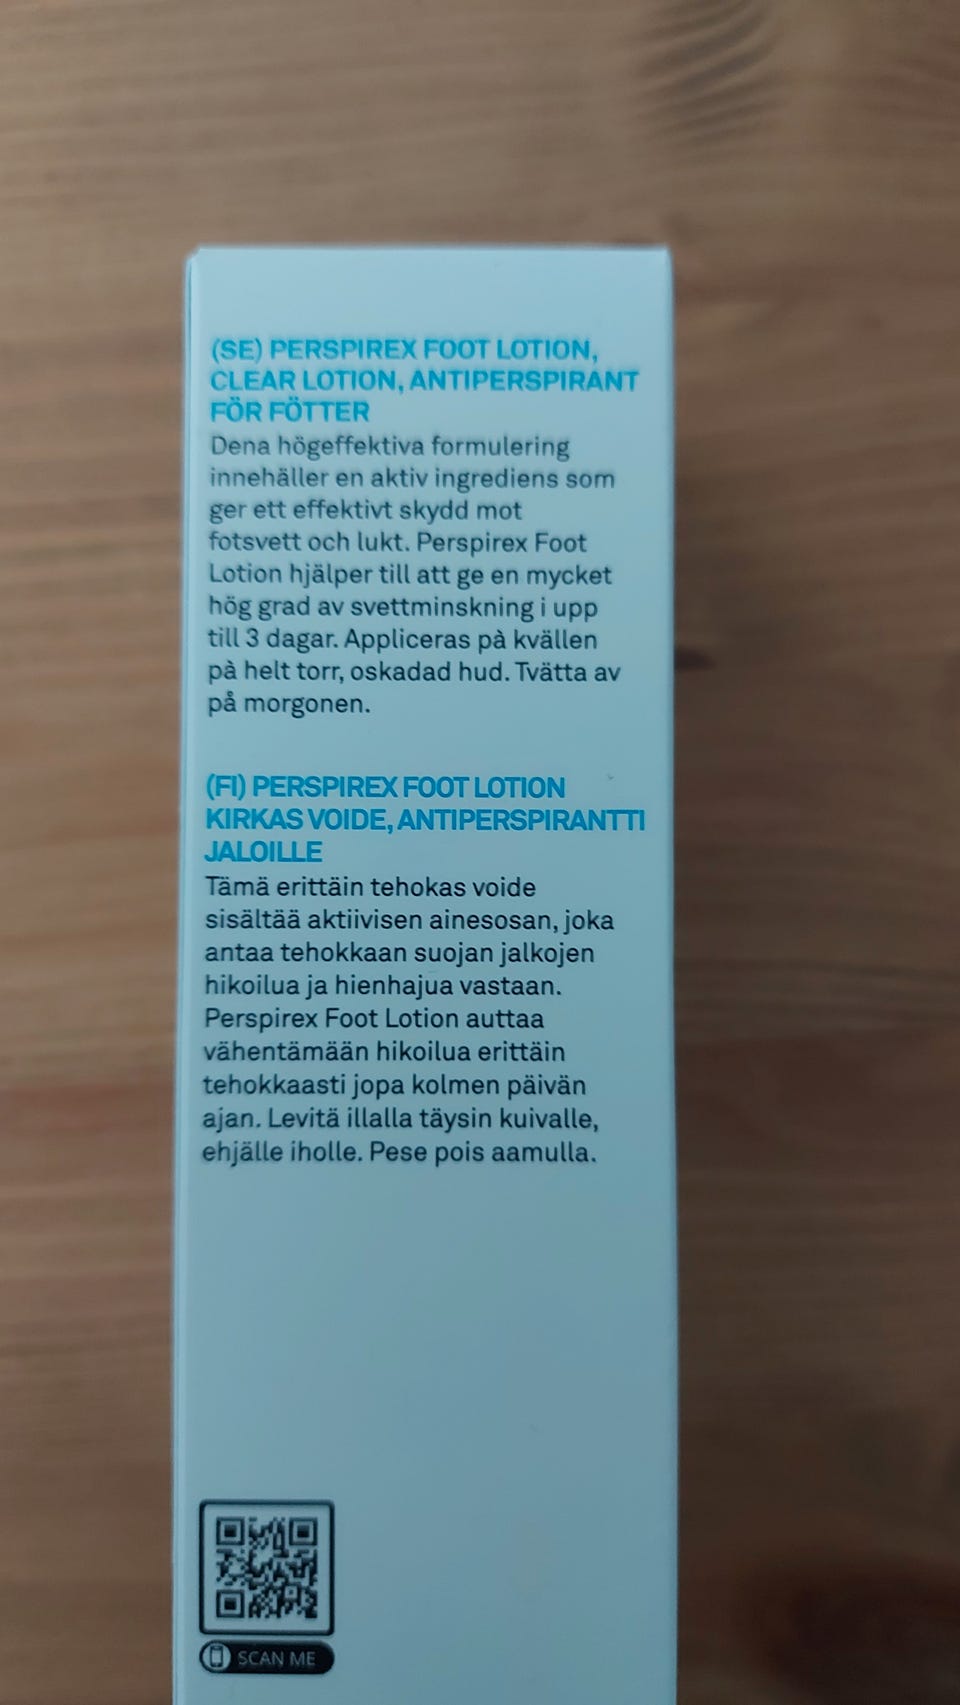 (SE) PERSPIREX FOOT LOTION,
CLEAR LOTION, ANTIPERSPIRANT
FÖR FÖTTER
Dena högeffektiva formulering
innehäller en aktiv ingrediens som
ger ett effektivt skydd mot
fotsvett och lukt. Perspirex Foot
Lotion hjälper till att ge en mycket
hög grad av svettminskning i upp
till 3 dagar. Appliceras på kvällen
på helt torr, oskadad hud. Tvätta av
på morgonen.
(FI) PERSPIREX FOOT LOTION
KIRKAS VOIDE, ANTIPERSPIRANTTI
JALOILLE
Tämä erittäin tehokas voide
sisältää aktiivisen ainesosan, joka
antaa tehokkaan suojan jalkojen
hikoilua ja hienhajua vastaan.
Perspirex Foot Lotion auttaa
vähentämään hikoilua erittäin
tehokkaasti jopa kolmen päivän
ajan. Levitä illalla täysin kuivalle,
ehjälle iholle. Pese pois aamulla.
SCAN ME